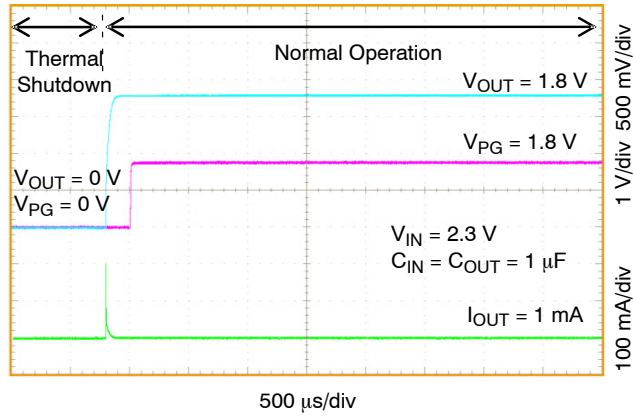 Thermal
Shutdown
Normal Operation
VOUT = 1.8 V
VPG = 1.8 V
VOUT = 0 V
VPG = 0 V
VIN = 2.3 V
CIN = COUT = 1 μF
IOUT = 1 mA
500 μs/div
500 mV/div
1 V/div
100 mA/div